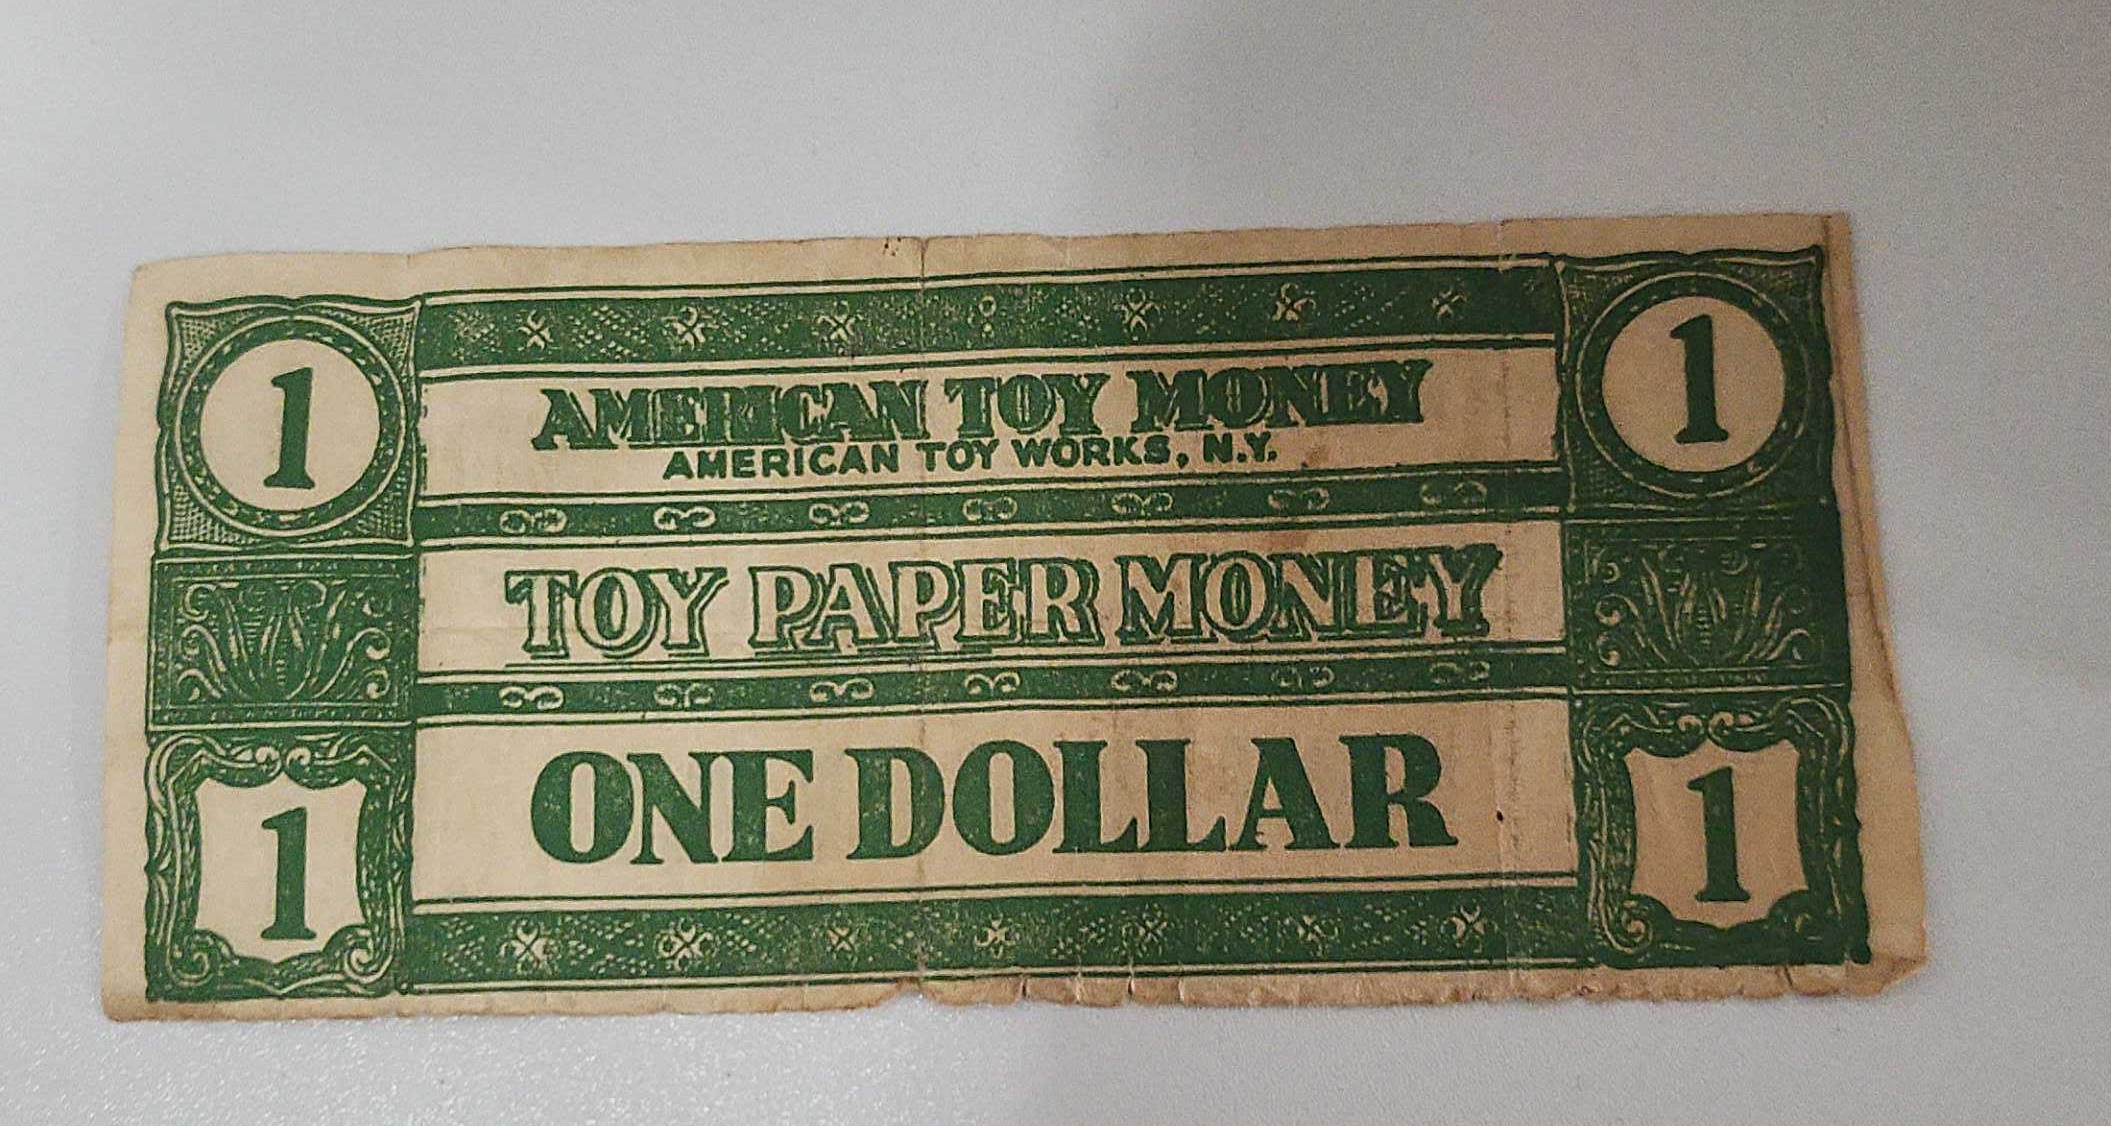 1 1
AMERICAN TOY MONEY
AMERICAN TOY WORKS, N.Y.
TOY PAPER MONEY
ONE DOLLAR
1 1